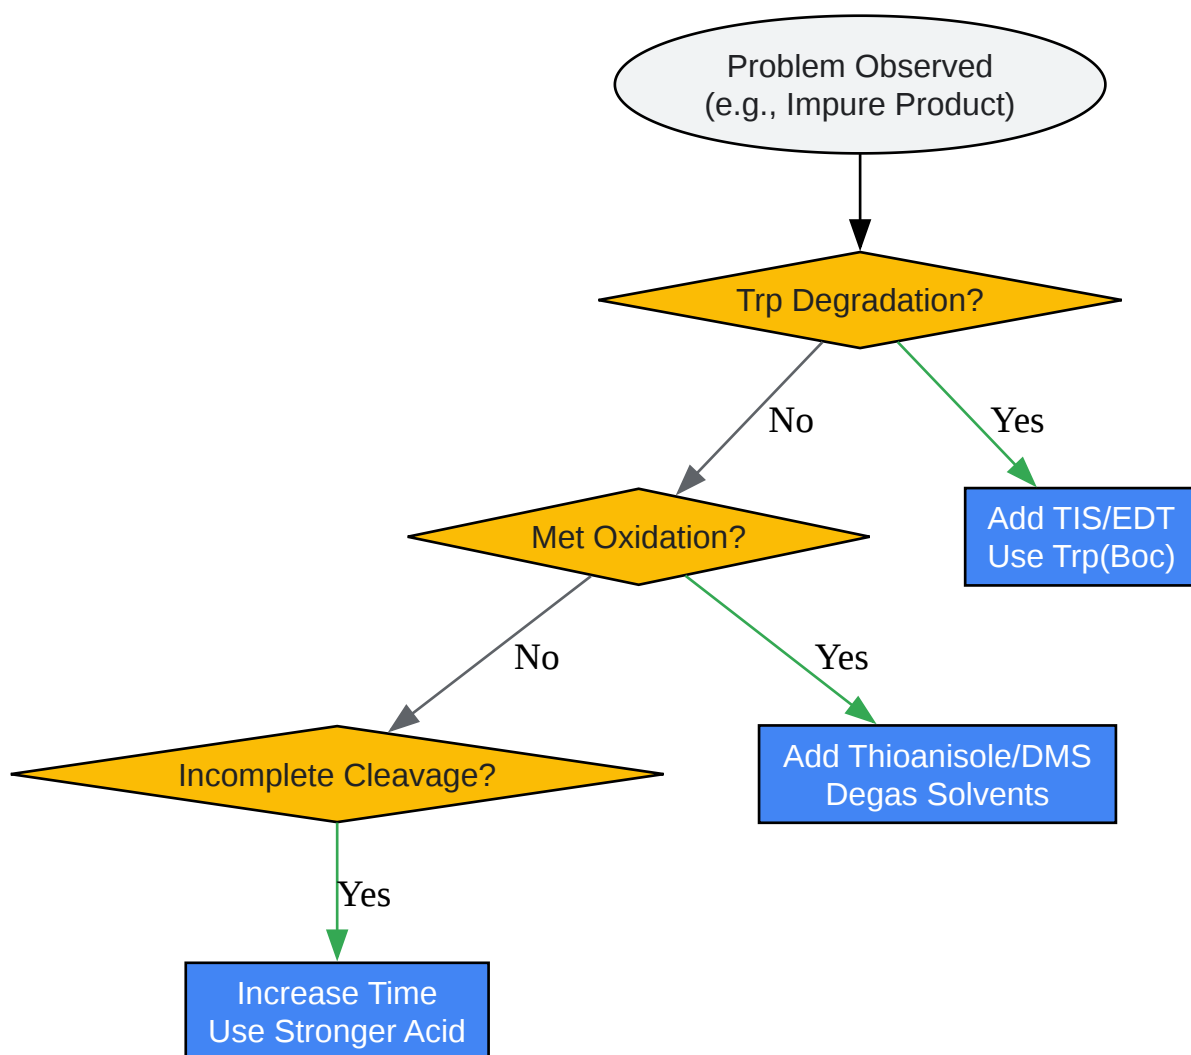 Problem Observed
(e.g., Impure Product)
Trp Degradation?
No
Yes
Met Oxidation?
Add TIS/EDT
Use Trp(Boc)
No
Yes
Incomplete Cleavage?
Add Thioanisole/DMS
Degas Solvents
Yes
Increase Time
Use Stronger Acid